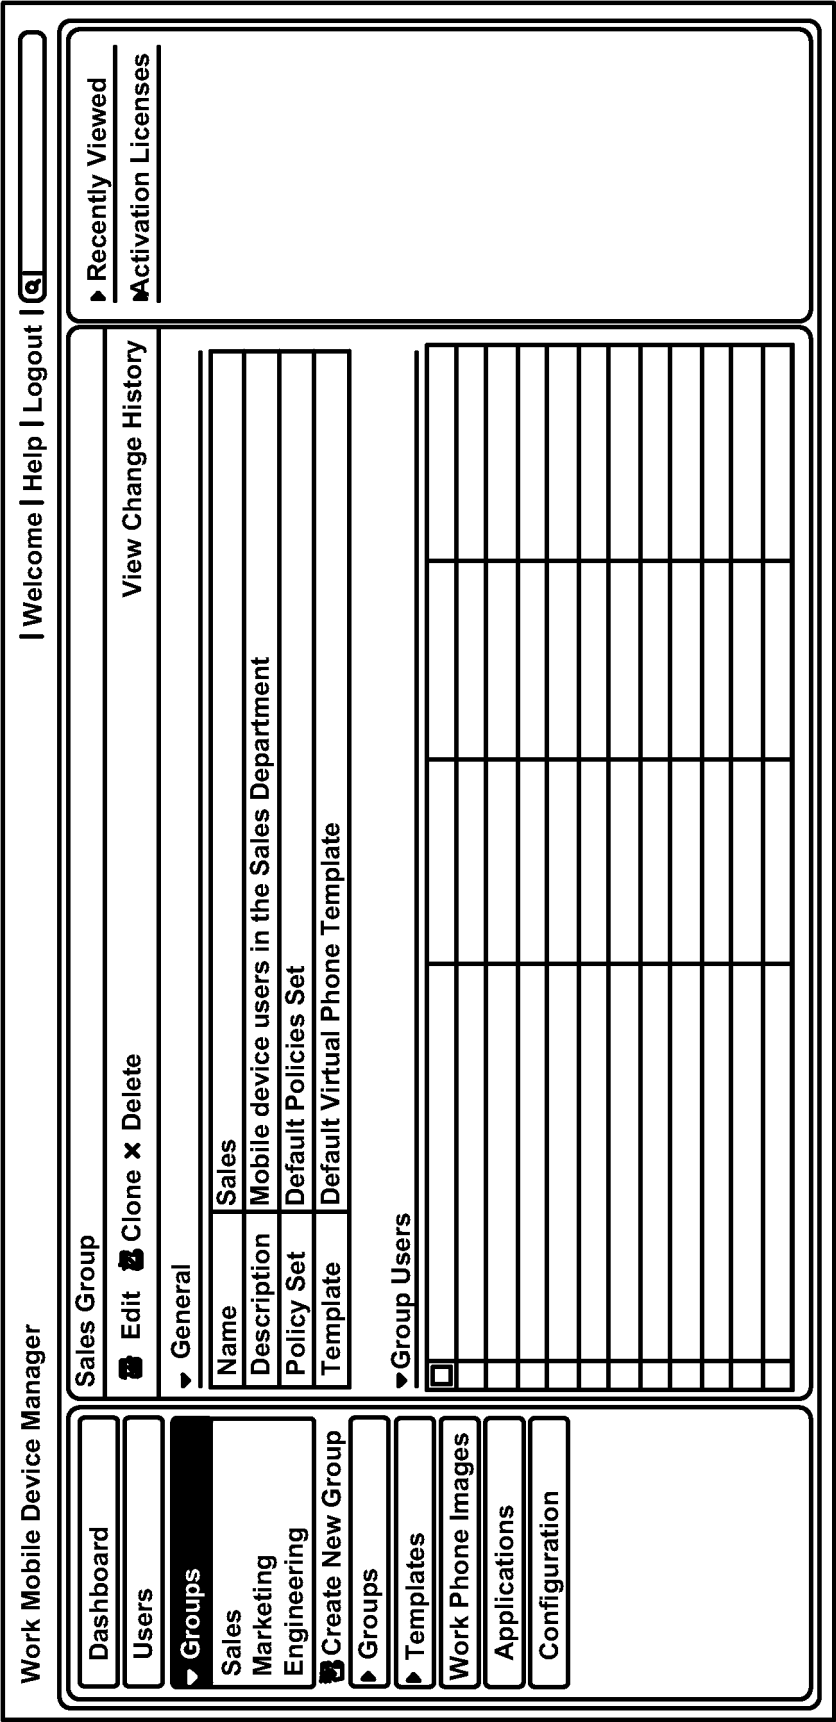 Work Mobile Device Manager
| Welcome | Help | Logout |
Dashboard
Users
Groups
Sales
Marketing
Engineering
Create New Group
Groups
Templates
Work Phone Images
Applications
Configuration
Sales Group
Edit Clone × Delete
View Change History
General
Name Sales
Description Mobile device users in the Sales Department
Policy Set Default Policies Set
Template Default Virtual Phone Template
Group Users
Recently Viewed
Activation Licenses